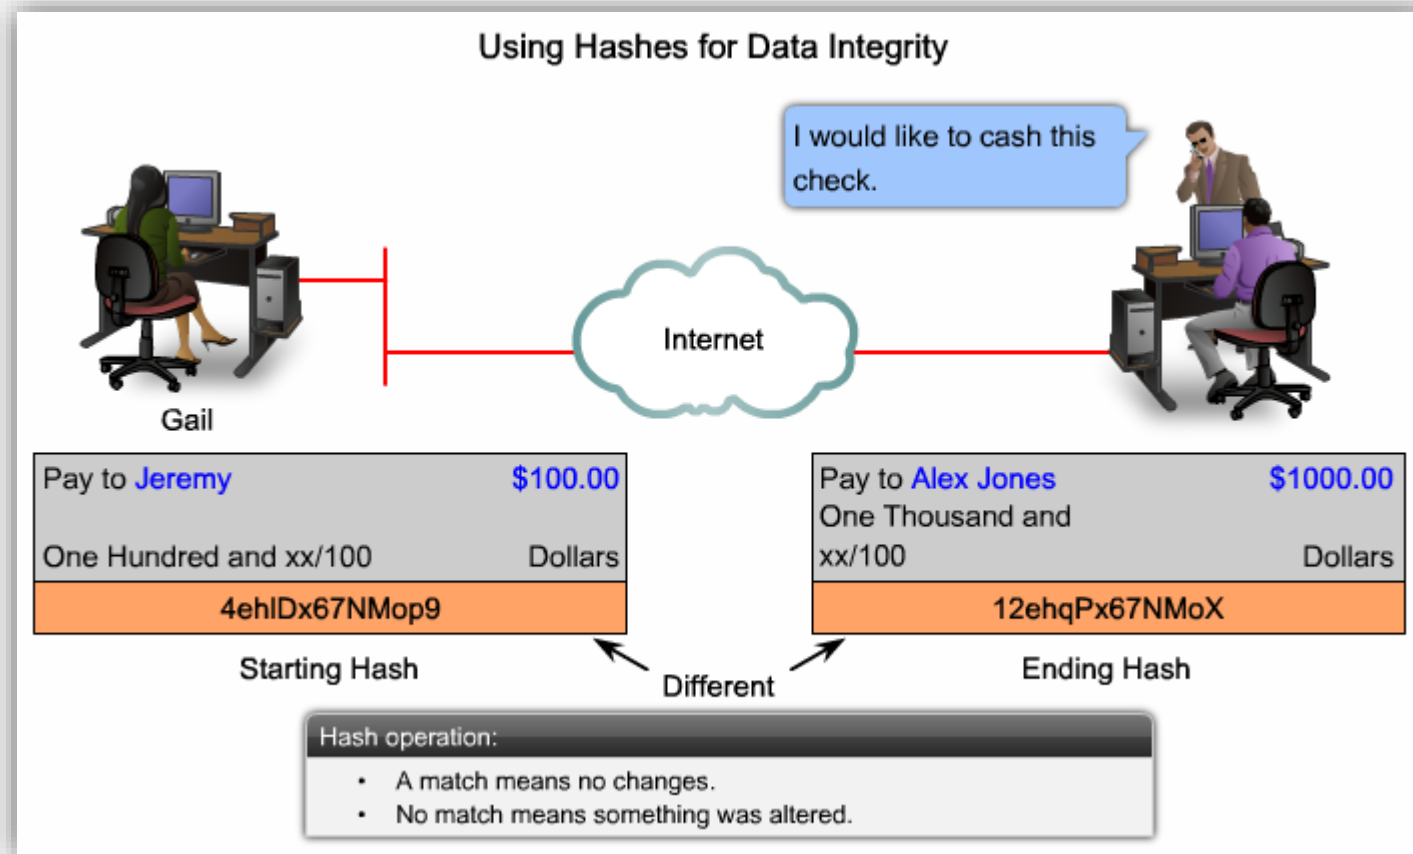 Using Hashes for Data Integrity
I would like to cash this
check.
Internet
Gail
Pay to Jeremy $100.00
One Hundred and xx/100 Dollars
4ehlDx67NMop9
Starting Hash
Pay to Alex Jones $1000.00
One Thousand and
xx/100 Dollars
12ehqPx67NMoX
Ending Hash
Different
Hash operation:
• A match means no changes.
• No match means something was altered.